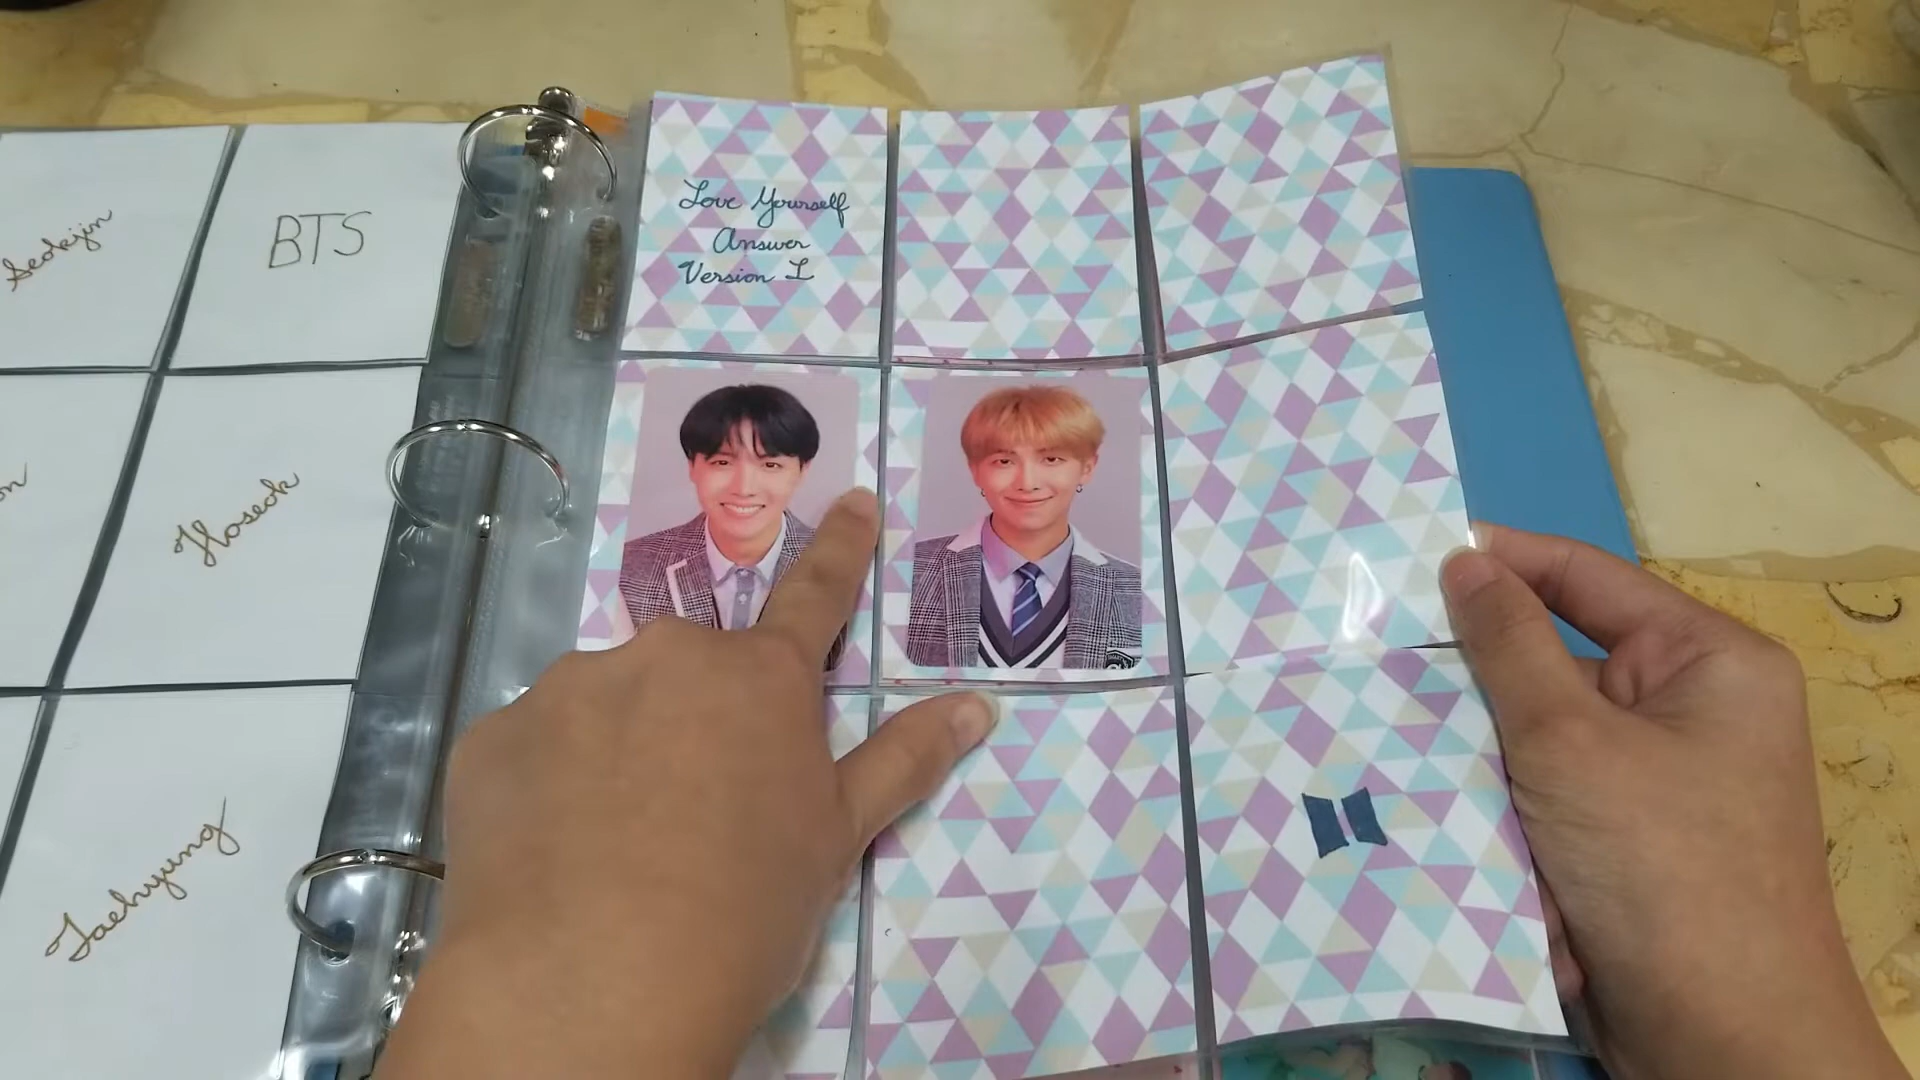 Seokjin
BTS
Hoseok
Taehyung
Love Yourself
Answer
Version L